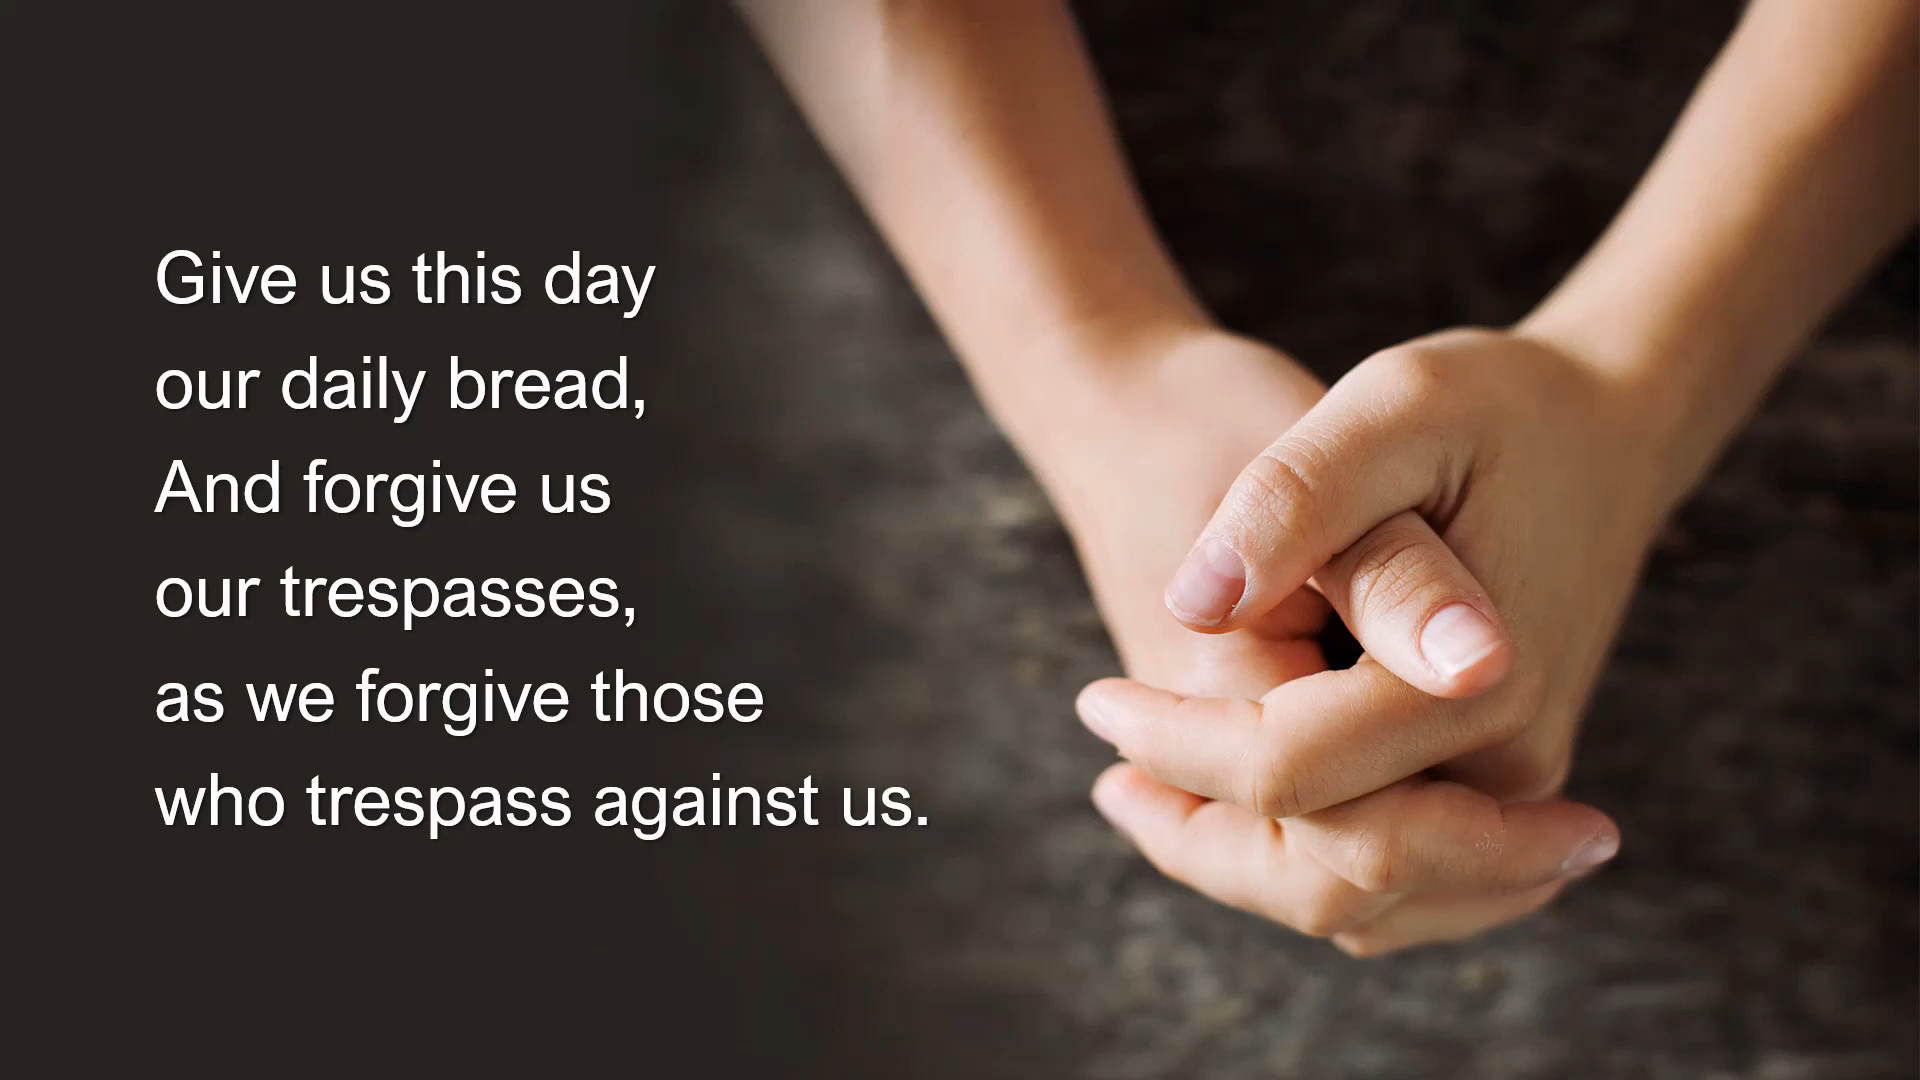 Give us this day
our daily bread,
And forgive us
our trespasses,
as we forgive those
who trespass against us.